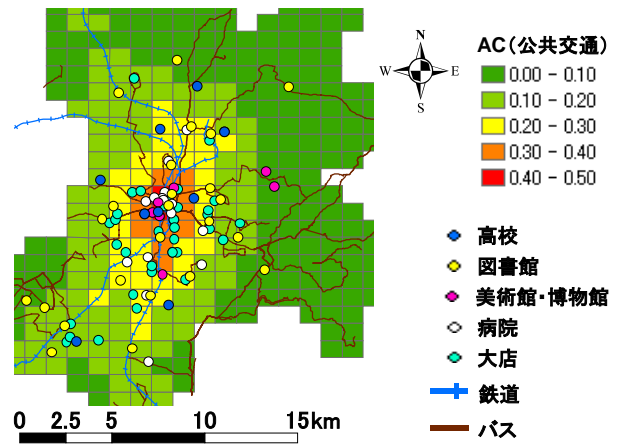 N
W E
S
AC(公共交通)
0.00 - 0.10
0.10 - 0.20
0.20 - 0.30
0.30 - 0.40
0.40 - 0.50
高校
図書館
美術館・博物館
病院
大店
鉄道
バス
0 2.5 5 10 15km